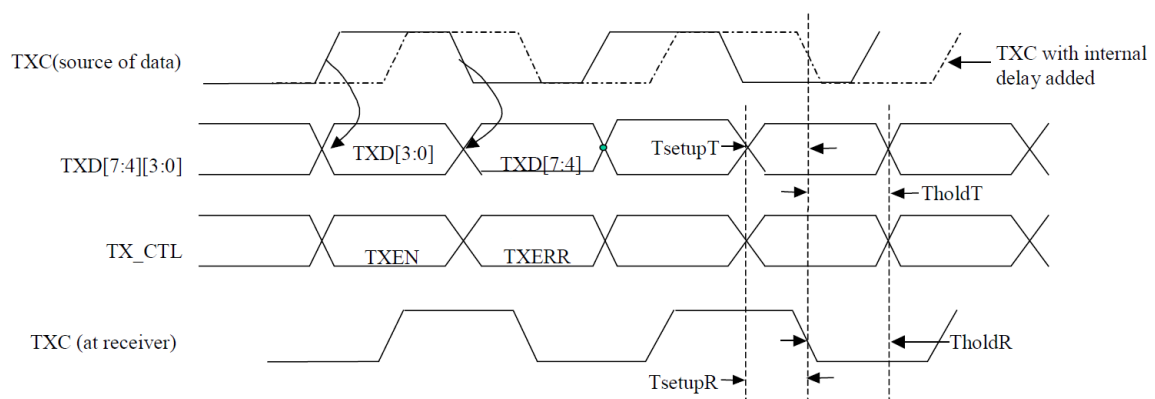 TXC(source of data)
TXC with internal
delay added
TXD[7:4][3:0]
TXD[3:0]
TXD[7:4]
TsetupT
TholdT
TX_CTL
TXEN
TXERR
TXC (at receiver)
TholdR
TsetupR